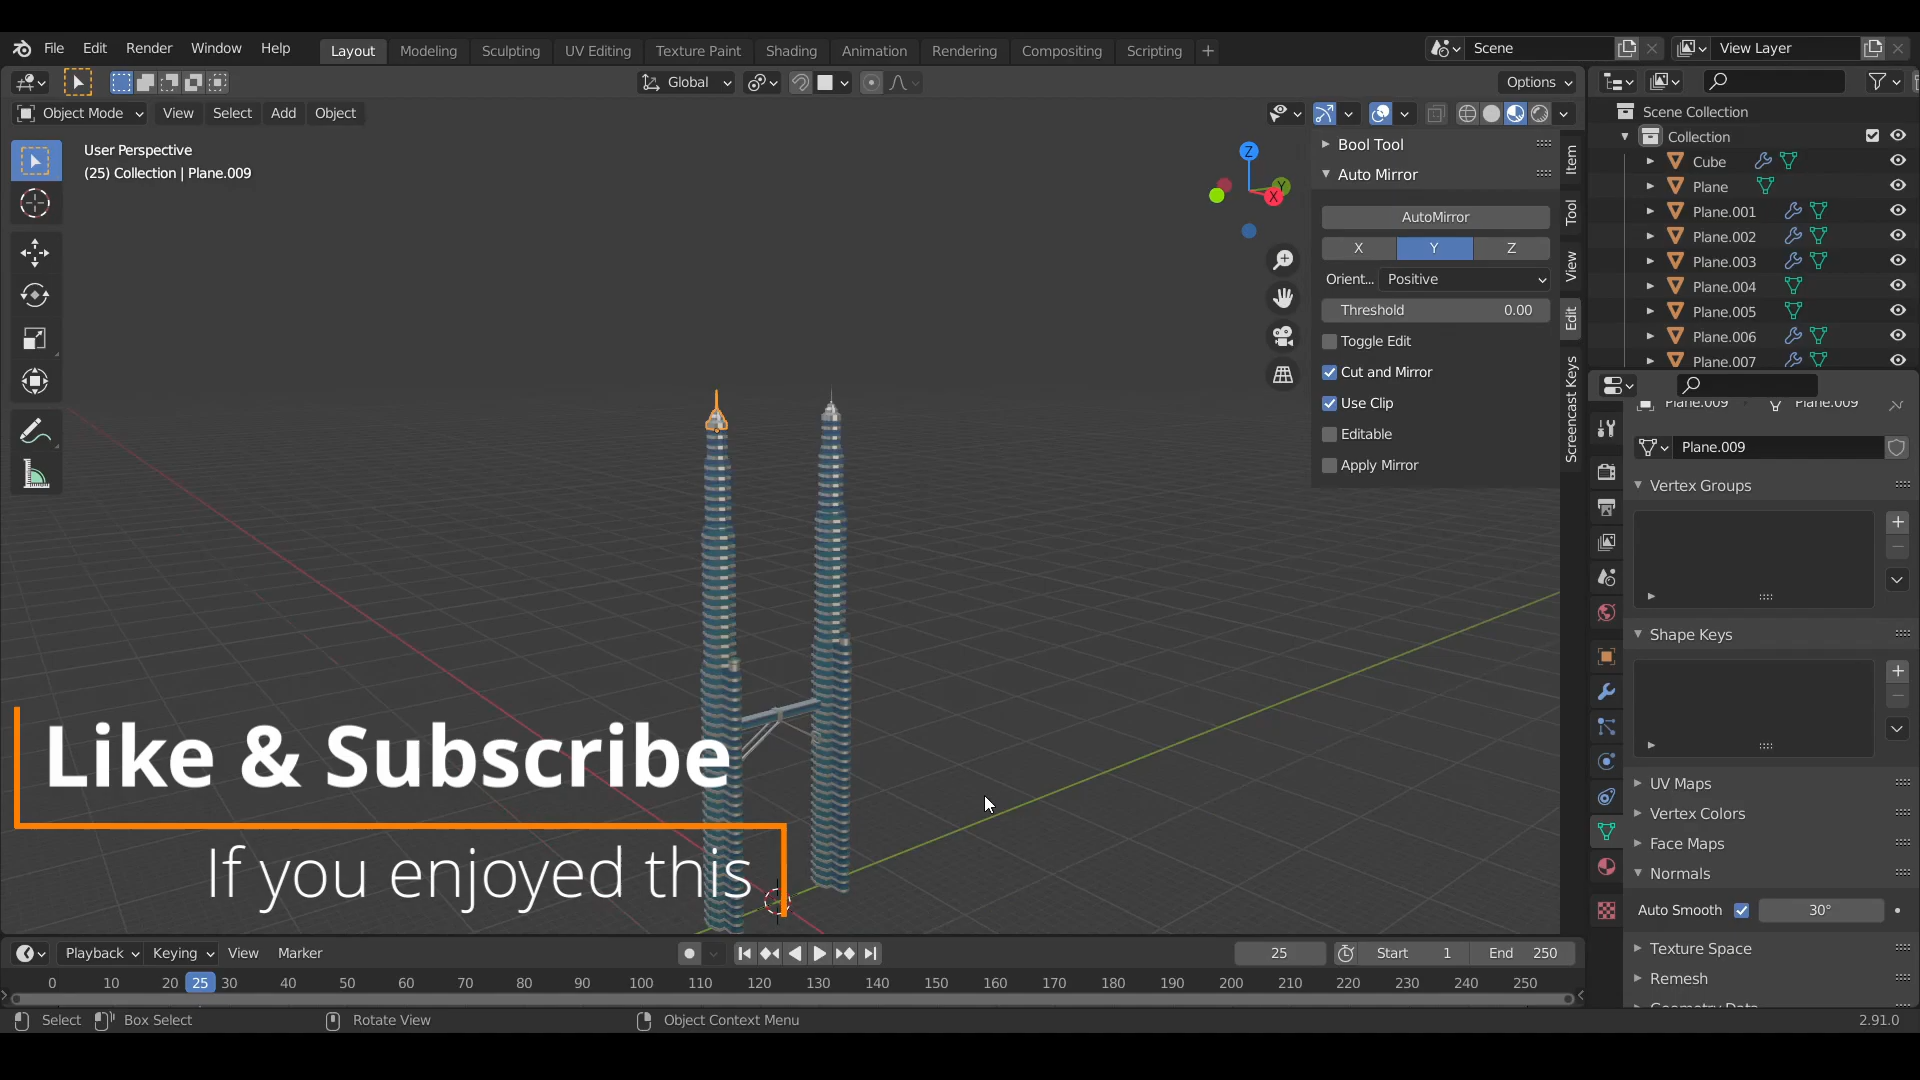 File Edit Render Window Help Layout Modeling Sculpting UV Editing Texture Paint Shading Animation Rendering Compositing Scripting + Scene View Layer
Global Options
Object Mode View Select Add Object
User Perspective
(25) Collection | Plane.009
Z
Y
X
Bool Tool
Auto Mirror
AutoMirror
X Y Z
Orient... Positive
Threshold 0.00
Toggle Edit
Cut and Mirror
Use Clip
Editable
Apply Mirror
Item
Tool
View
Edit
Screencast Keys
Scene Collection
Collection
Cube
Plane
Plane.001
Plane.002
Plane.003
Plane.004
Plane.005
Plane.006
Plane.007
Plane.009 Plane.009
Plane.009
Vertex Groups
Shape Keys
UV Maps
Vertex Colors
Face Maps
Normals
Auto Smooth 30°
Texture Space
Remesh
Geometry Data
Like & Subscribe
If you enjoyed this
Playback Keying View Marker 25 Start 1 End 250
0 10 20 25 30 40 50 60 70 80 90 100 110 120 130 140 150 160 170 180 190 200 210 220 230 240 250
Select Box Select Rotate View Object Context Menu 2.91.0